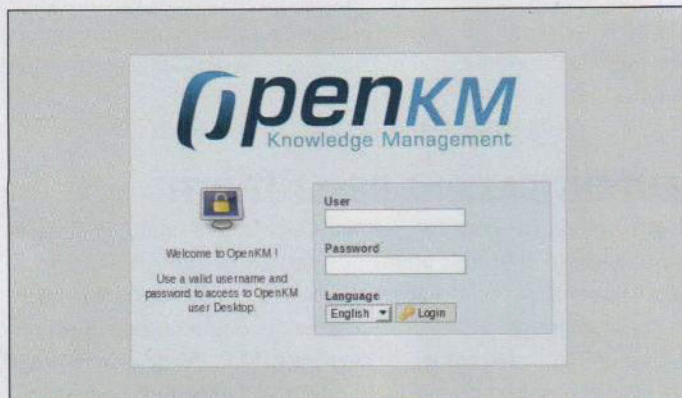 OpenKM
Knowledge Management
Welcome to OpenKM !
Use a valid username and
password to access to OpenKM
user Desktop.
User
Password
Language
English
Login